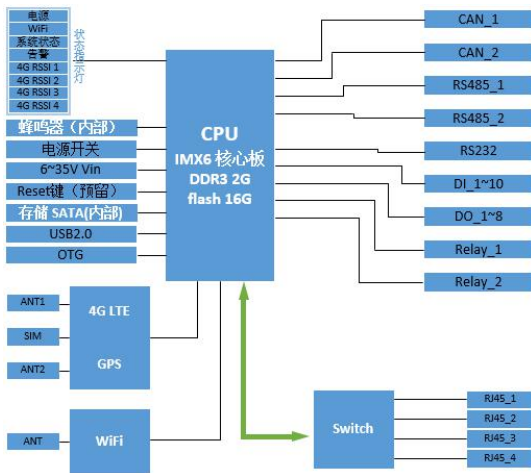 电源
WiFi
系统状态
告警
4G RSSI 1
4G RSSI 2
4G RSSI 3
4G RSSI 4
状态指示灯
蜂鸣器（内部）
电源开关
6~35V Vin
Reset键（预留）
存储 SATA(内部)
USB2.0
OTG
CPU
IMX6 核心板
DDR3 2G
flash 16G
CAN_1
CAN_2
RS485_1
RS485_2
RS232
DI_1~10
DO_1~8
Relay_1
Relay_2
ANT1
SIM
ANT2
4G LTE
GPS
ANT
WiFi
Switch
RJ45_1
RJ45_2
RJ45_3
RJ45_4